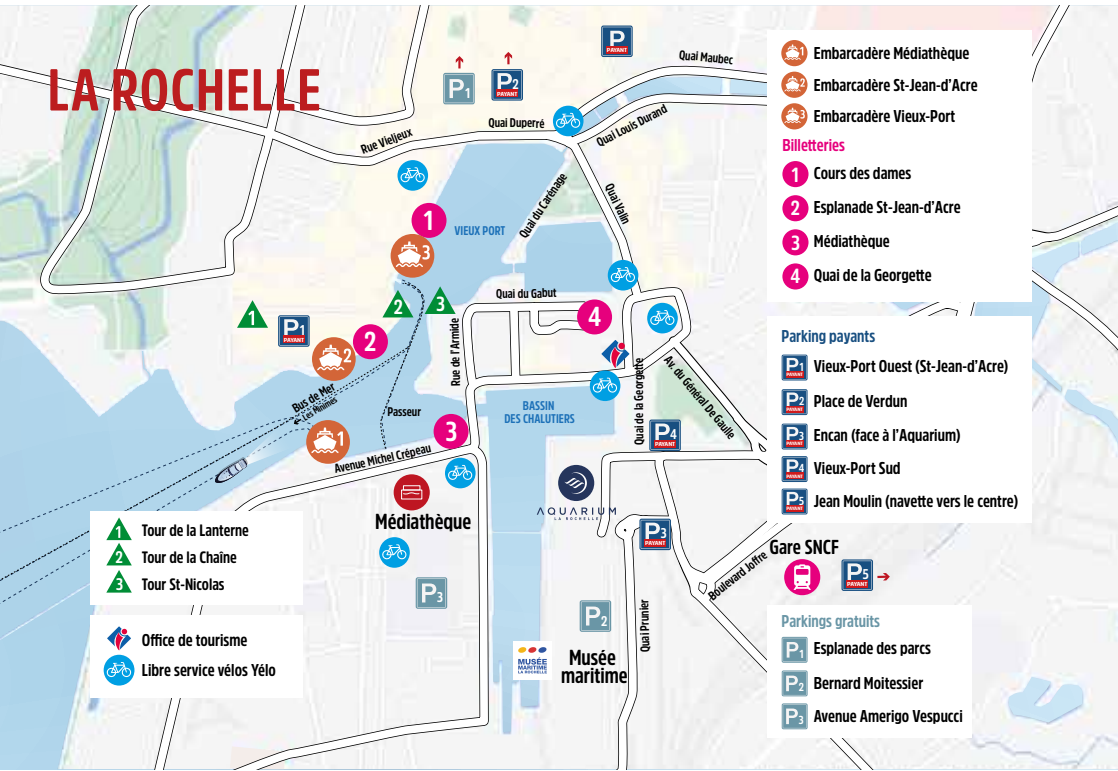 LA ROCHELLE
P
PAYANT
P1
P2
PAYANT
Quai Maubec
Quai Duperré
Quai Louis Durand
Rue Vieljeux
Quai du Carénage
Quai Valin
1
VIEUX PORT
3
2
3
Quai du Gabut
4
1
P1
PAYANT
2
2
Rue de l'Armide
Bus de Mer
Les Minimes
Passeur
BASSIN
DES CHALUTIERS
Quai de la Georgette
Av. du Général De Gaulle
1
3
P4
PAYANT
Avenue Michel Crépeau
Médiathèque
AQUARIUM
LA ROCHELLE
P3
PAYANT
Boulevard Joffre
Gare SNCF
P5
PAYANT
P3
P2
Quai Prunier
MUSÉE
MARITIME
LA ROCHELLE
Musée
maritime
1 Tour de la Lanterne
2 Tour de la Chaîne
3 Tour St-Nicolas
Office de tourisme
Libre service vélos Yélo
1 Embarcadère Médiathèque
2 Embarcadère St-Jean-d'Acre
3 Embarcadère Vieux-Port
Billetteries
1 Cours des dames
2 Esplanade St-Jean-d'Acre
3 Médiathèque
4 Quai de la Georgette
Parking payants
P1 PAYANT Vieux-Port Ouest (St-Jean-d'Acre)
P2 PAYANT Place de Verdun
P3 PAYANT Encan (face à l'Aquarium)
P4 PAYANT Vieux-Port Sud
P5 PAYANT Jean Moulin (navette vers le centre)
Parkings gratuits
P1 Esplanade des parcs
P2 Bernard Moitessier
P3 Avenue Amerigo Vespucci